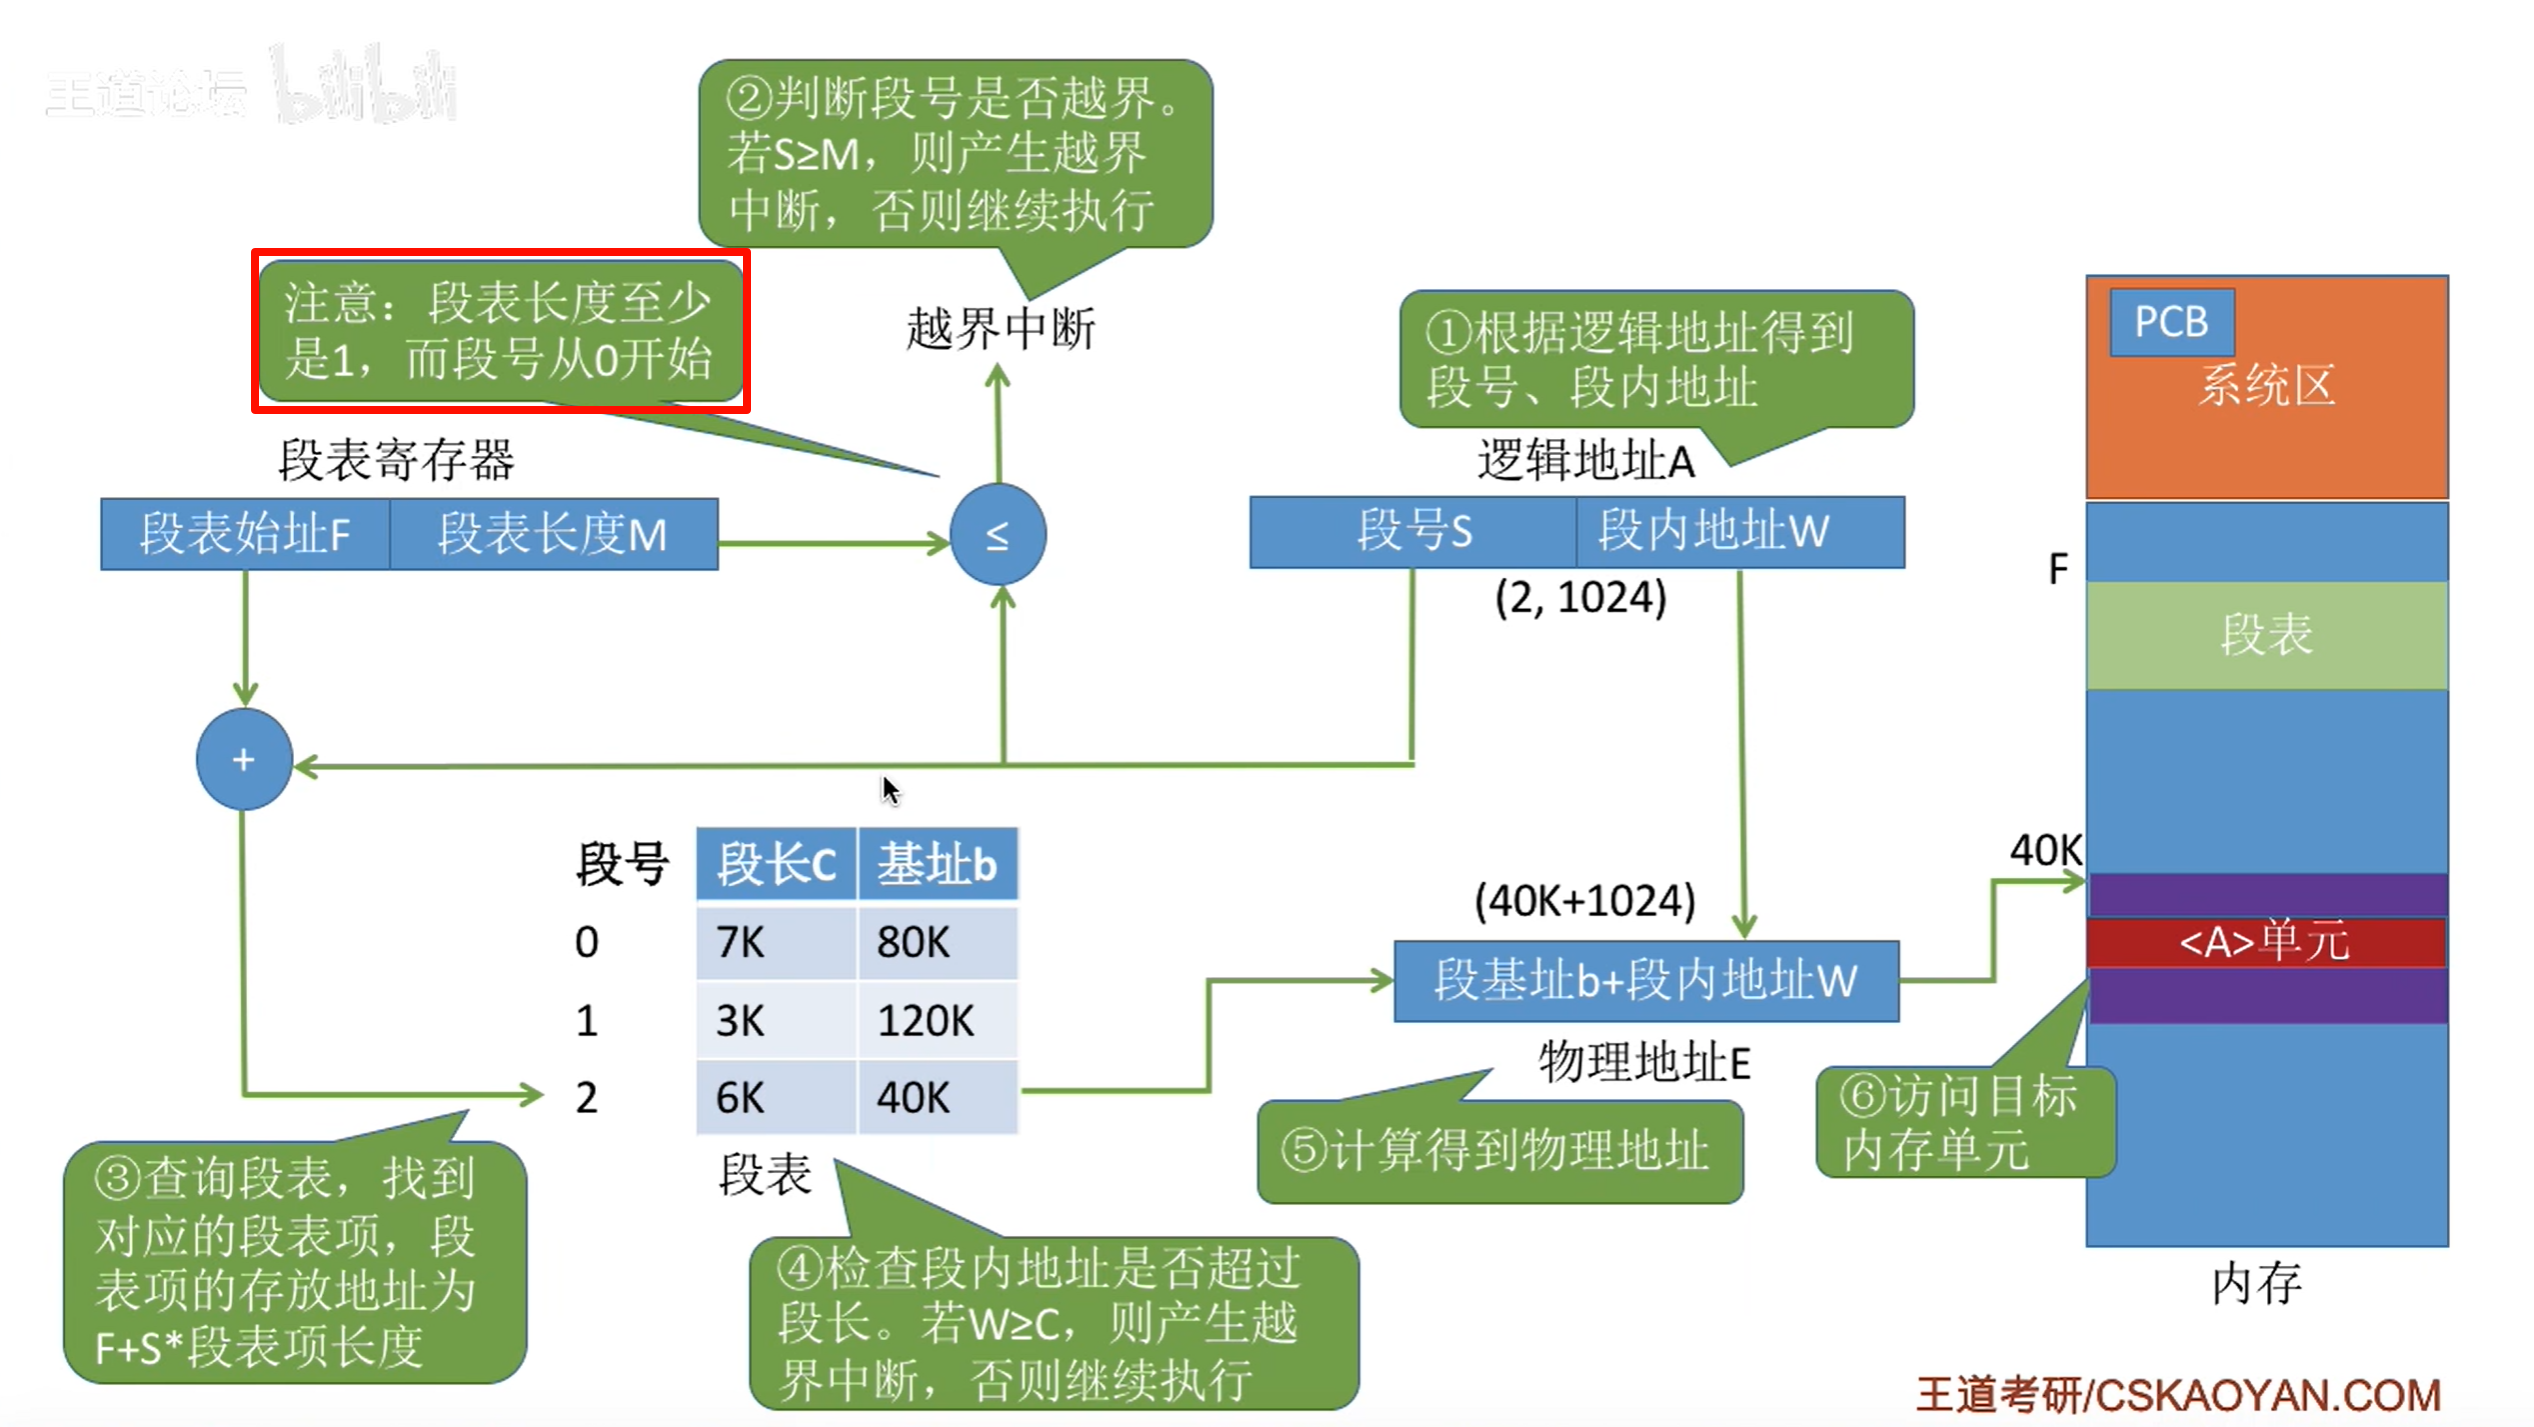 王道论坛 bilibili
②判断段号是否越界。
若S≥M，则产生越界
中断，否则继续执行
注意：段表长度至少
是1，而段号从0开始
越界中断
①根据逻辑地址得到
段号、段内地址
PCB
系统区
段表寄存器
逻辑地址A
段表始址F
段表长度M
≤
段号S
段内地址W
(2, 1024)
F
段表
+
40K
段号
段长C
基址b
0
7K
80K
1
3K
120K
2
6K
40K
段表
(40K+1024)
段基址b+段内地址W
物理地址E
<A>单元
③查询段表，找到
对应的段表项，段
表项的存放地址为
F+S*段表项长度
④检查段内地址是否超过
段长。若W≥C，则产生越
界中断，否则继续执行
⑤计算得到物理地址
⑥访问目标
内存单元
内存
王道考研/CSKAOYAN.COM